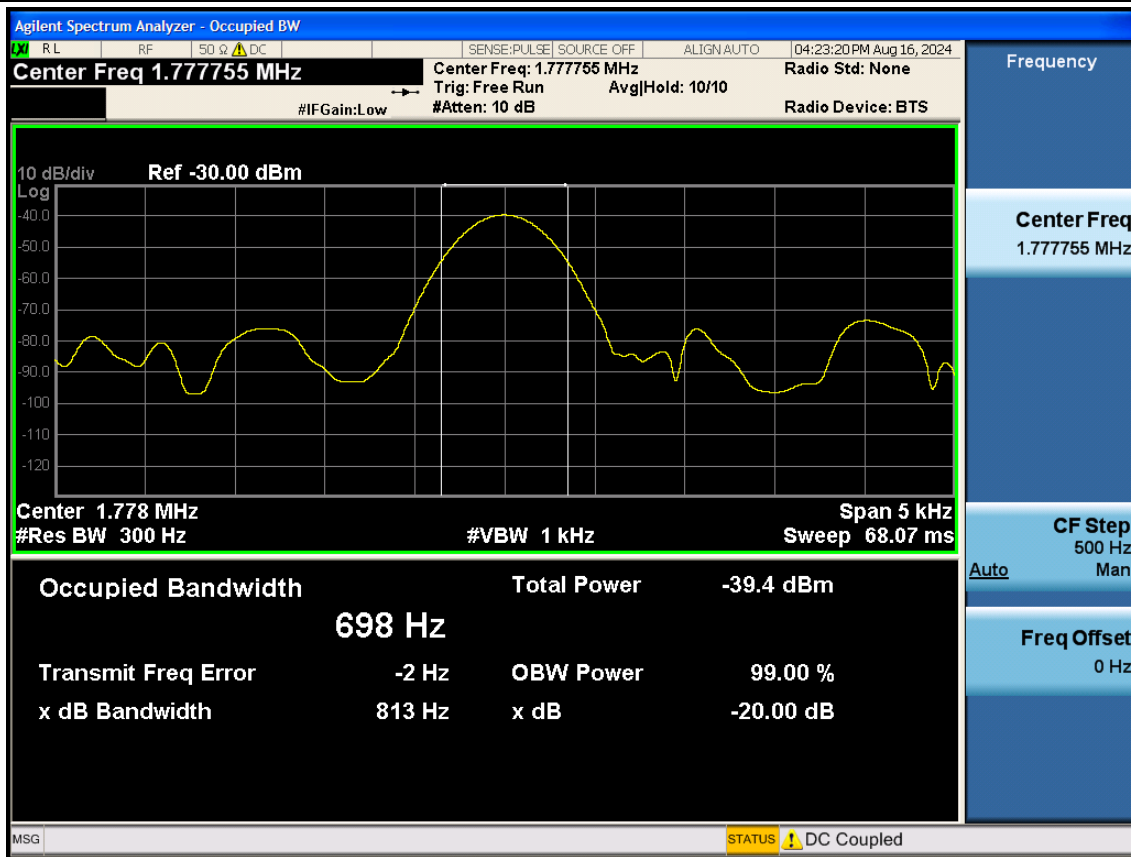 Agilent Spectrum Analyzer - Occupied BW
LXI RL RF 50 Ω DC SENSE:PULSE SOURCE OFF ALIGN AUTO 04:23:20 PM Aug 16, 2024
Center Freq 1.777755 MHz
Center Freq: 1.777755 MHz Radio Std: None
Trig: Free Run Avg|Hold: 10/10
#IFGain:Low #Atten: 10 dB Radio Device: BTS
10 dB/div Ref -30.00 dBm
Log
-40.0
-50.0
-60.0
-70.0
-80.0
-90.0
-100
-110
-120
Center 1.778 MHz Span 5 kHz
#Res BW 300 Hz #VBW 1 kHz Sweep 68.07 ms
Occupied Bandwidth Total Power -39.4 dBm
698 Hz
Transmit Freq Error -2 Hz OBW Power 99.00 %
x dB Bandwidth 813 Hz x dB -20.00 dB
Frequency
Center Freq
1.777755 MHz
CF Step
500 Hz
Auto Man
Freq Offset
0 Hz
MSG STATUS DC Coupled